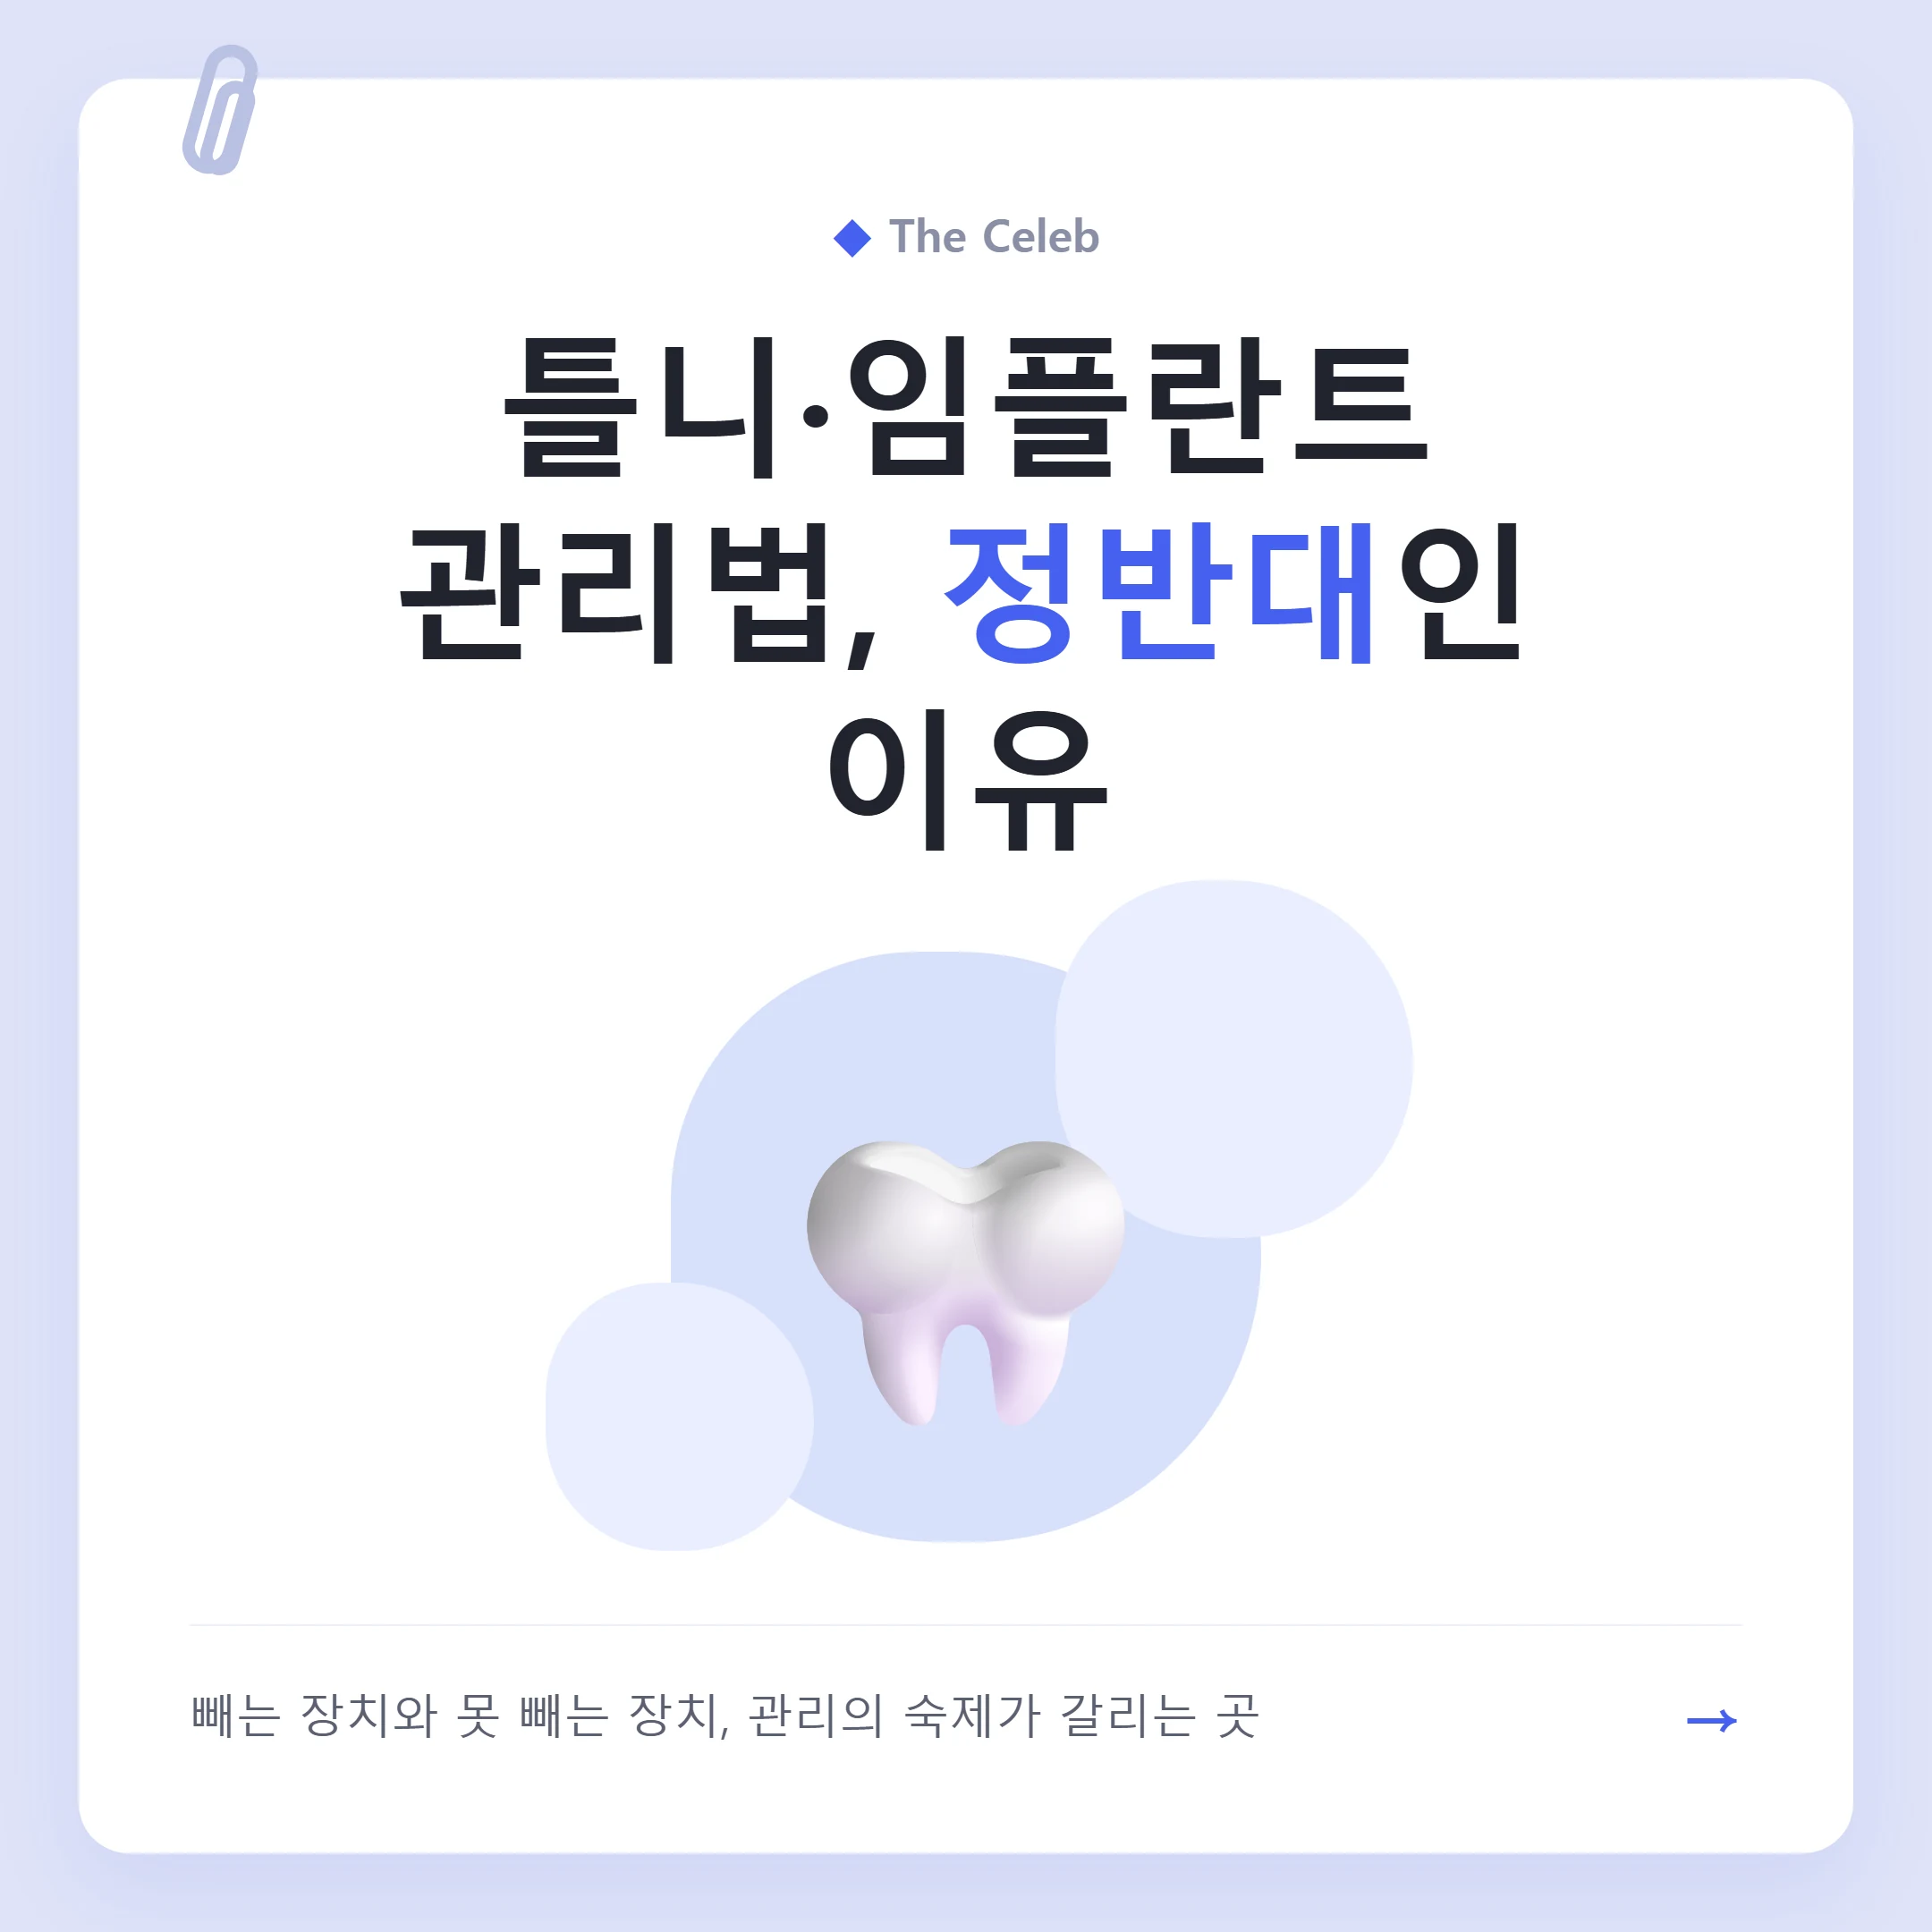 ◆ The Celeb
틀니·임플란트
관리법, 정반대인
이유
빼는 장치와 못 빼는 장치, 관리의 숙제가 갈리는 곳 →